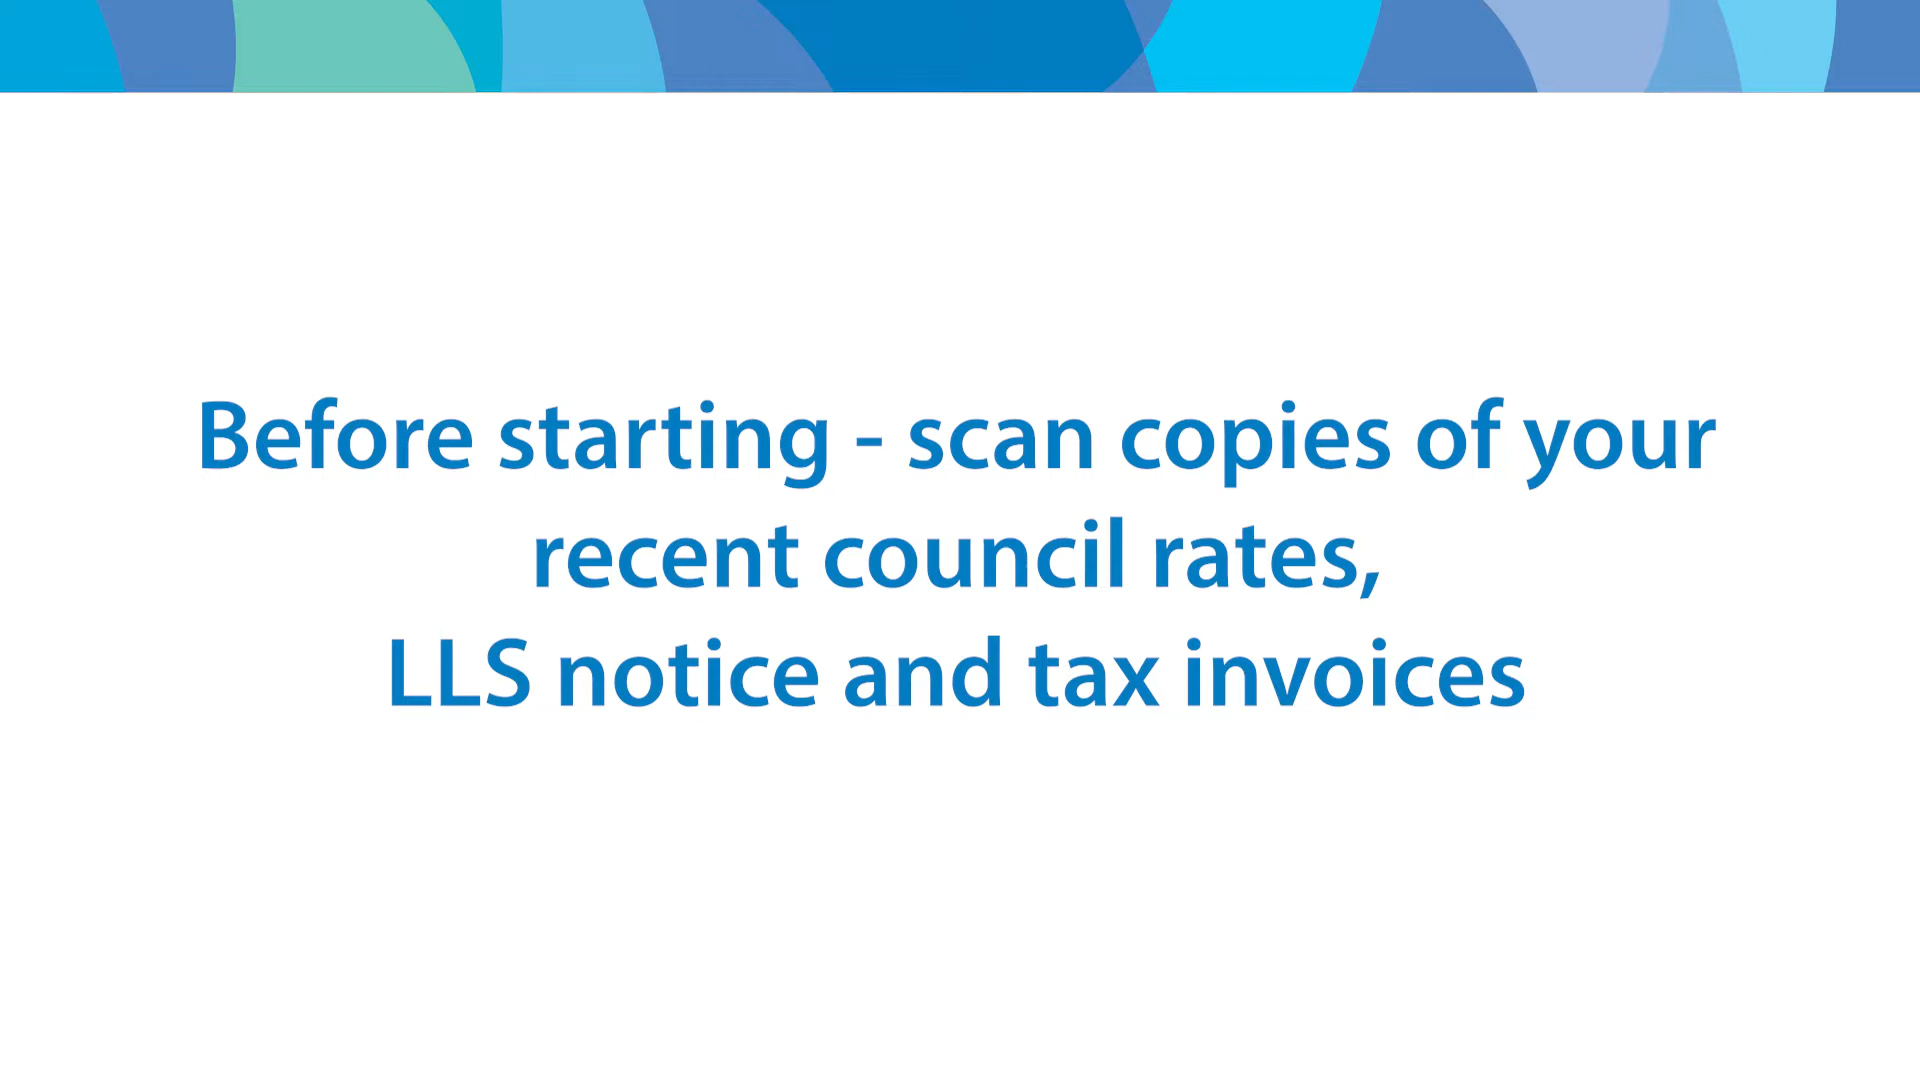 Before starting - scan copies of your
recent council rates,
LLS notice and tax invoices